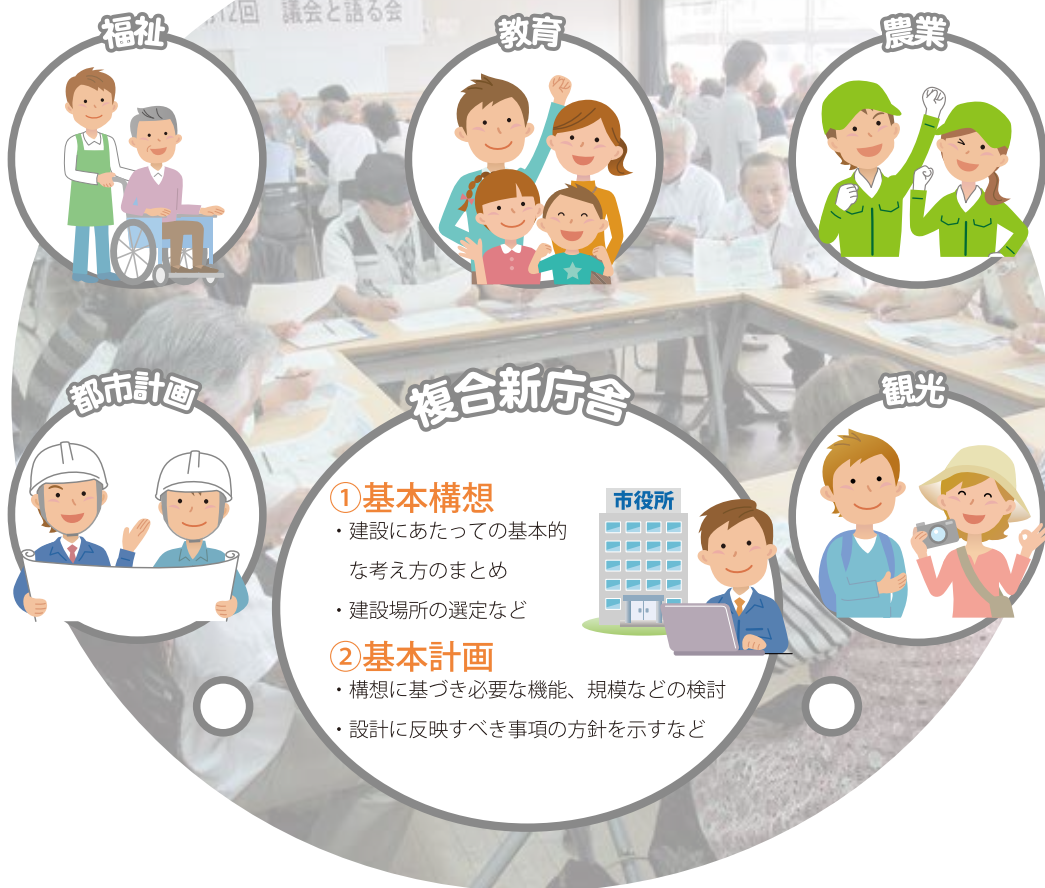 第12回 議会と語る会
福祉
教育
農業
都市計画
複合新庁舎
観光
①基本構想
・建設にあたっての基本的
な考え方のまとめ
・建設場所の選定など
市役所
②基本計画
・構想に基づき必要な機能、規模などの検討
・設計に反映すべき事項の方針を示すなど